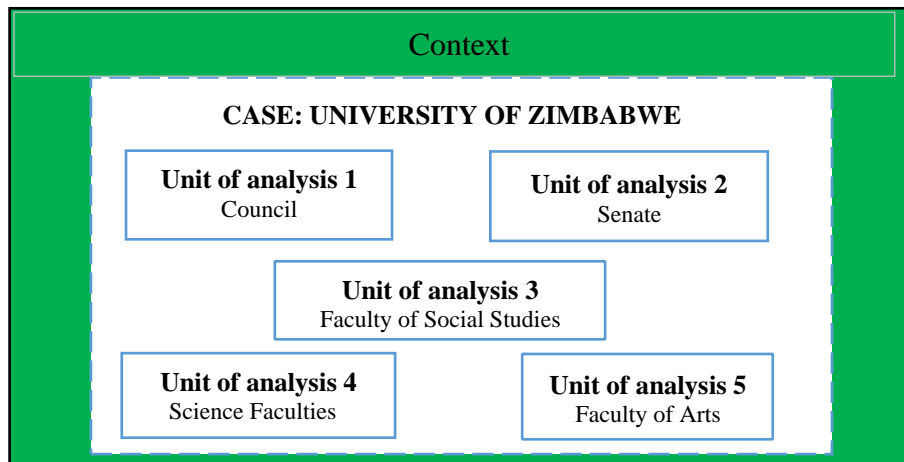 Context
CASE: UNIVERSITY OF ZIMBABWE
Unit of analysis 1
Council
Unit of analysis 2
Senate
Unit of analysis 3
Faculty of Social Studies
Unit of analysis 4
Science Faculties
Unit of analysis 5
Faculty of Arts